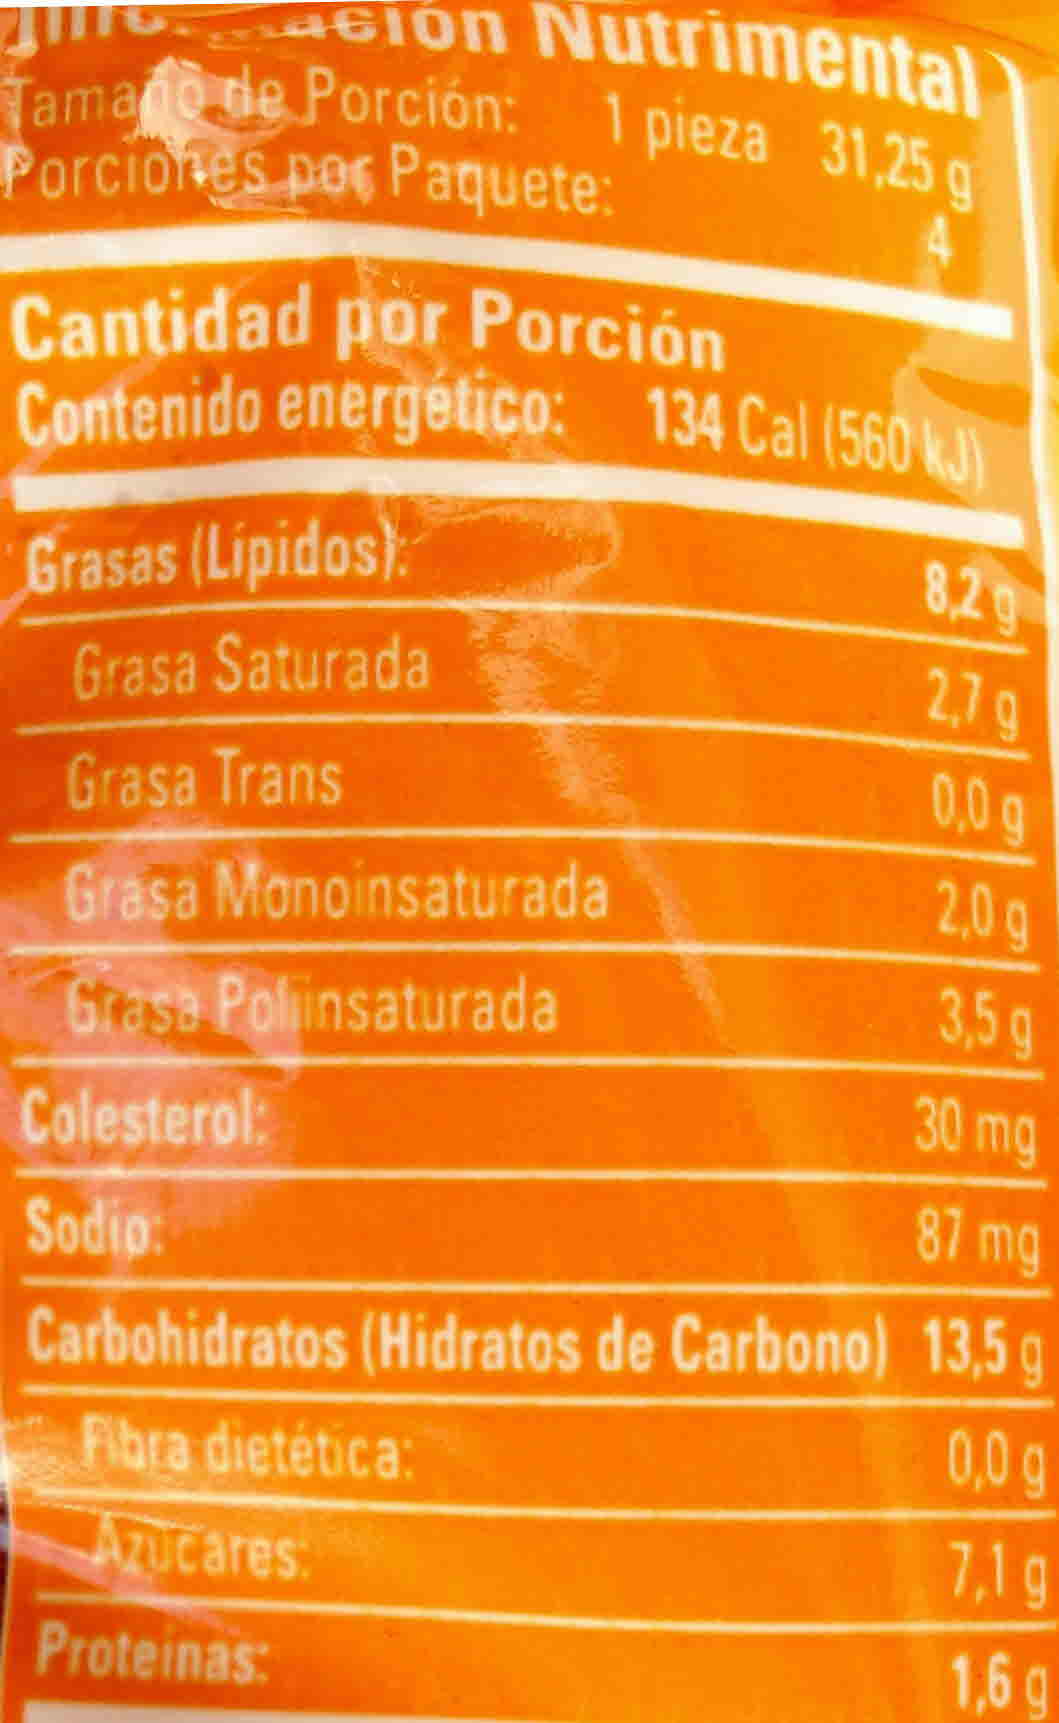 Información Nutrimental
Tamaño de Porción: 1 pieza 31,25 g
Porciones por Paquete: 4
Cantidad por Porción
Contenido energético: 134 Cal (560 kJ)
Grasas (Lípidos): 8,2 g
Grasa Saturada 2,7 g
Grasa Trans 0,0 g
Grasa Monoinsaturada 2,0 g
Grasa Poliinsaturada 3,5 g
Colesterol: 30 mg
Sodio: 87 mg
Carbohidratos (Hidratos de Carbono) 13,5 g
Fibra dietética: 0,0 g
Azúcares: 7,1 g
Proteínas: 1,6 g